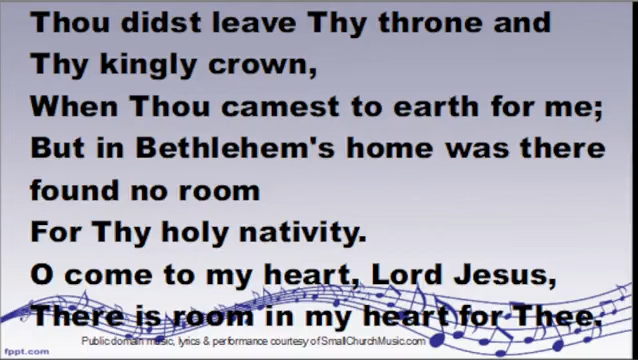 Thou didst leave Thy throne and
Thy kingly crown,
When Thou camest to earth for me;
But in Bethlehem's home was there
found no room
For Thy holy nativity.
O come to my heart, Lord Jesus,
There is room in my heart for Thee.
Public domain music, lyrics & performance courtesy of SmallChurchMusic.com
fppt.com